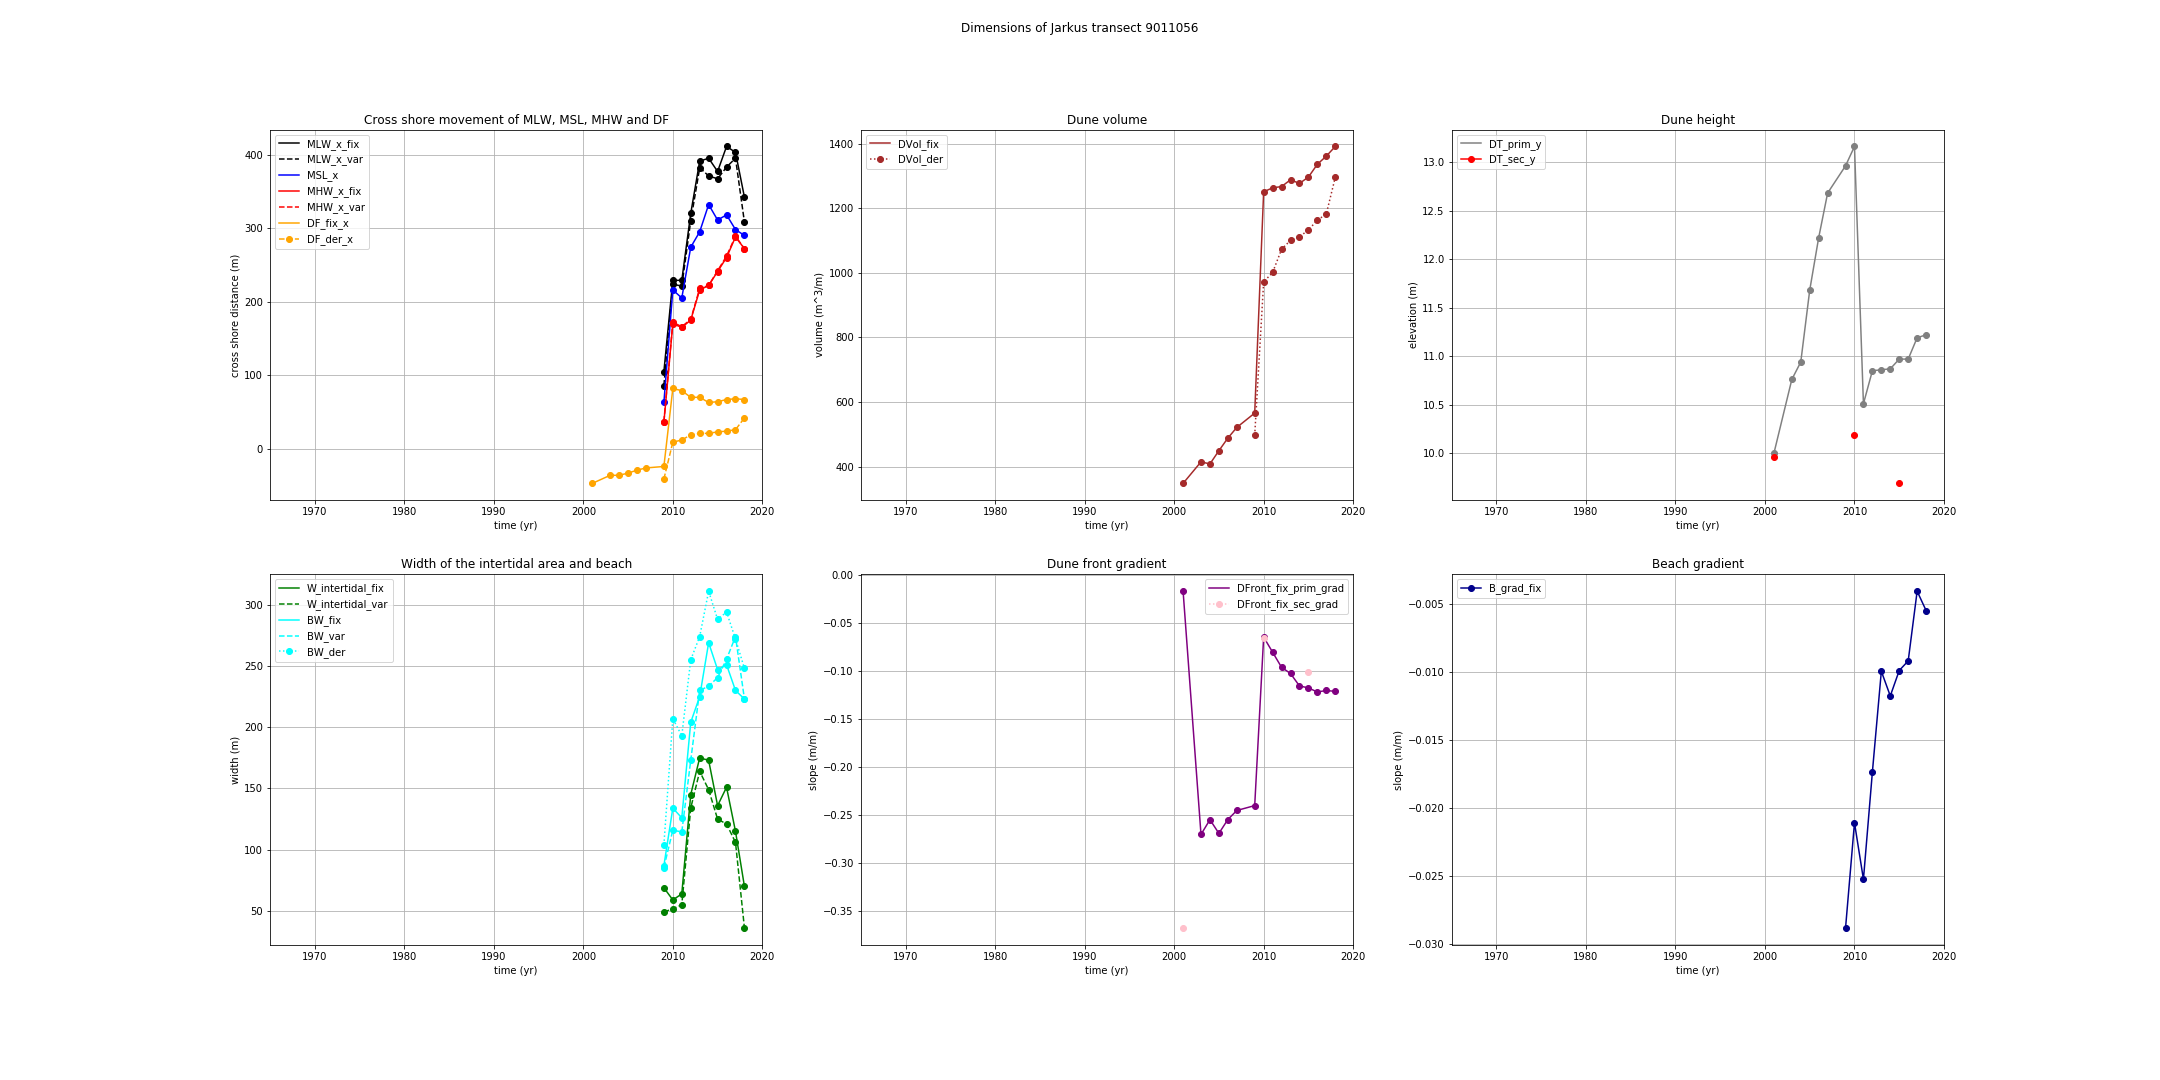 Dimensions of Jarkus transect 9011056
Cross shore movement of MLW, MSL, MHW and DF
MLW_x_fix
MLW_x_var
MSL_x
MHW_x_fix
MHW_x_var
DF_fix_x
DF_der_x
400
300
200
100
0
cross shore distance (m)
1970 1980 1990 2000 2010 2020
time (yr)
Dune volume
DVol_fix
DVol_der
1400
1200
1000
800
600
400
volume (m^3/m)
1970 1980 1990 2000 2010 2020
time (yr)
Dune height
DT_prim_y
DT_sec_y
13.0
12.5
12.0
11.5
11.0
10.5
10.0
elevation (m)
1970 1980 1990 2000 2010 2020
time (yr)
Width of the intertidal area and beach
W_intertidal_fix
W_intertidal_var
BW_fix
BW_var
BW_der
300
250
200
150
100
50
width (m)
1970 1980 1990 2000 2010 2020
time (yr)
Dune front gradient
DFront_fix_prim_grad
DFront_fix_sec_grad
0.00
−0.05
−0.10
−0.15
−0.20
−0.25
−0.30
−0.35
slope (m/m)
1970 1980 1990 2000 2010 2020
time (yr)
Beach gradient
B_grad_fix
−0.005
−0.010
−0.015
−0.020
−0.025
−0.030
slope (m/m)
1970 1980 1990 2000 2010 2020
time (yr)